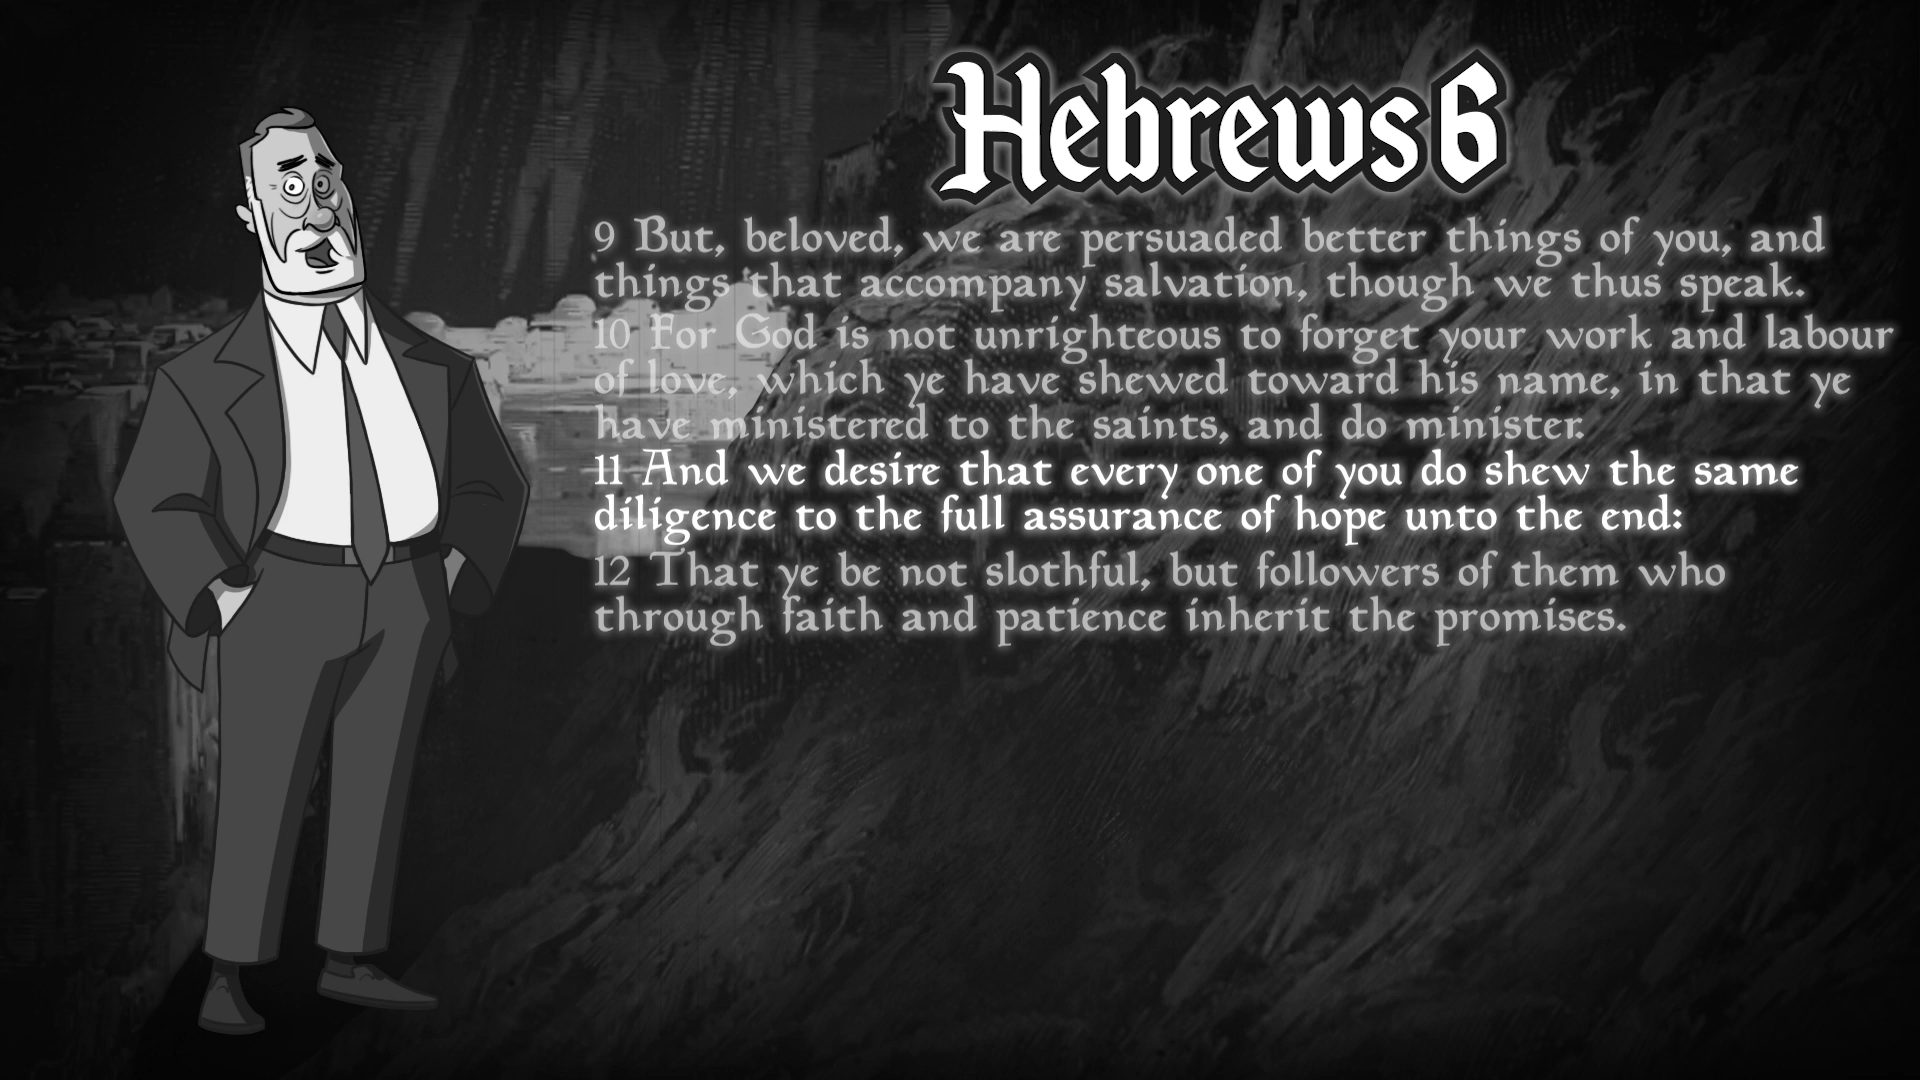 Hebrews 6
9 But, beloved, we are persuaded better things of you, and
things that accompany salvation, though we thus speak.
10 For God is not unrighteous to forget your work and labour
of love, which ye have shewed toward his name, in that ye
have ministered to the saints, and do minister.
11 And we desire that every one of you do shew the same
diligence to the full assurance of hope unto the end:
12 That ye be not slothful, but followers of them who
through faith and patience inherit the promises.